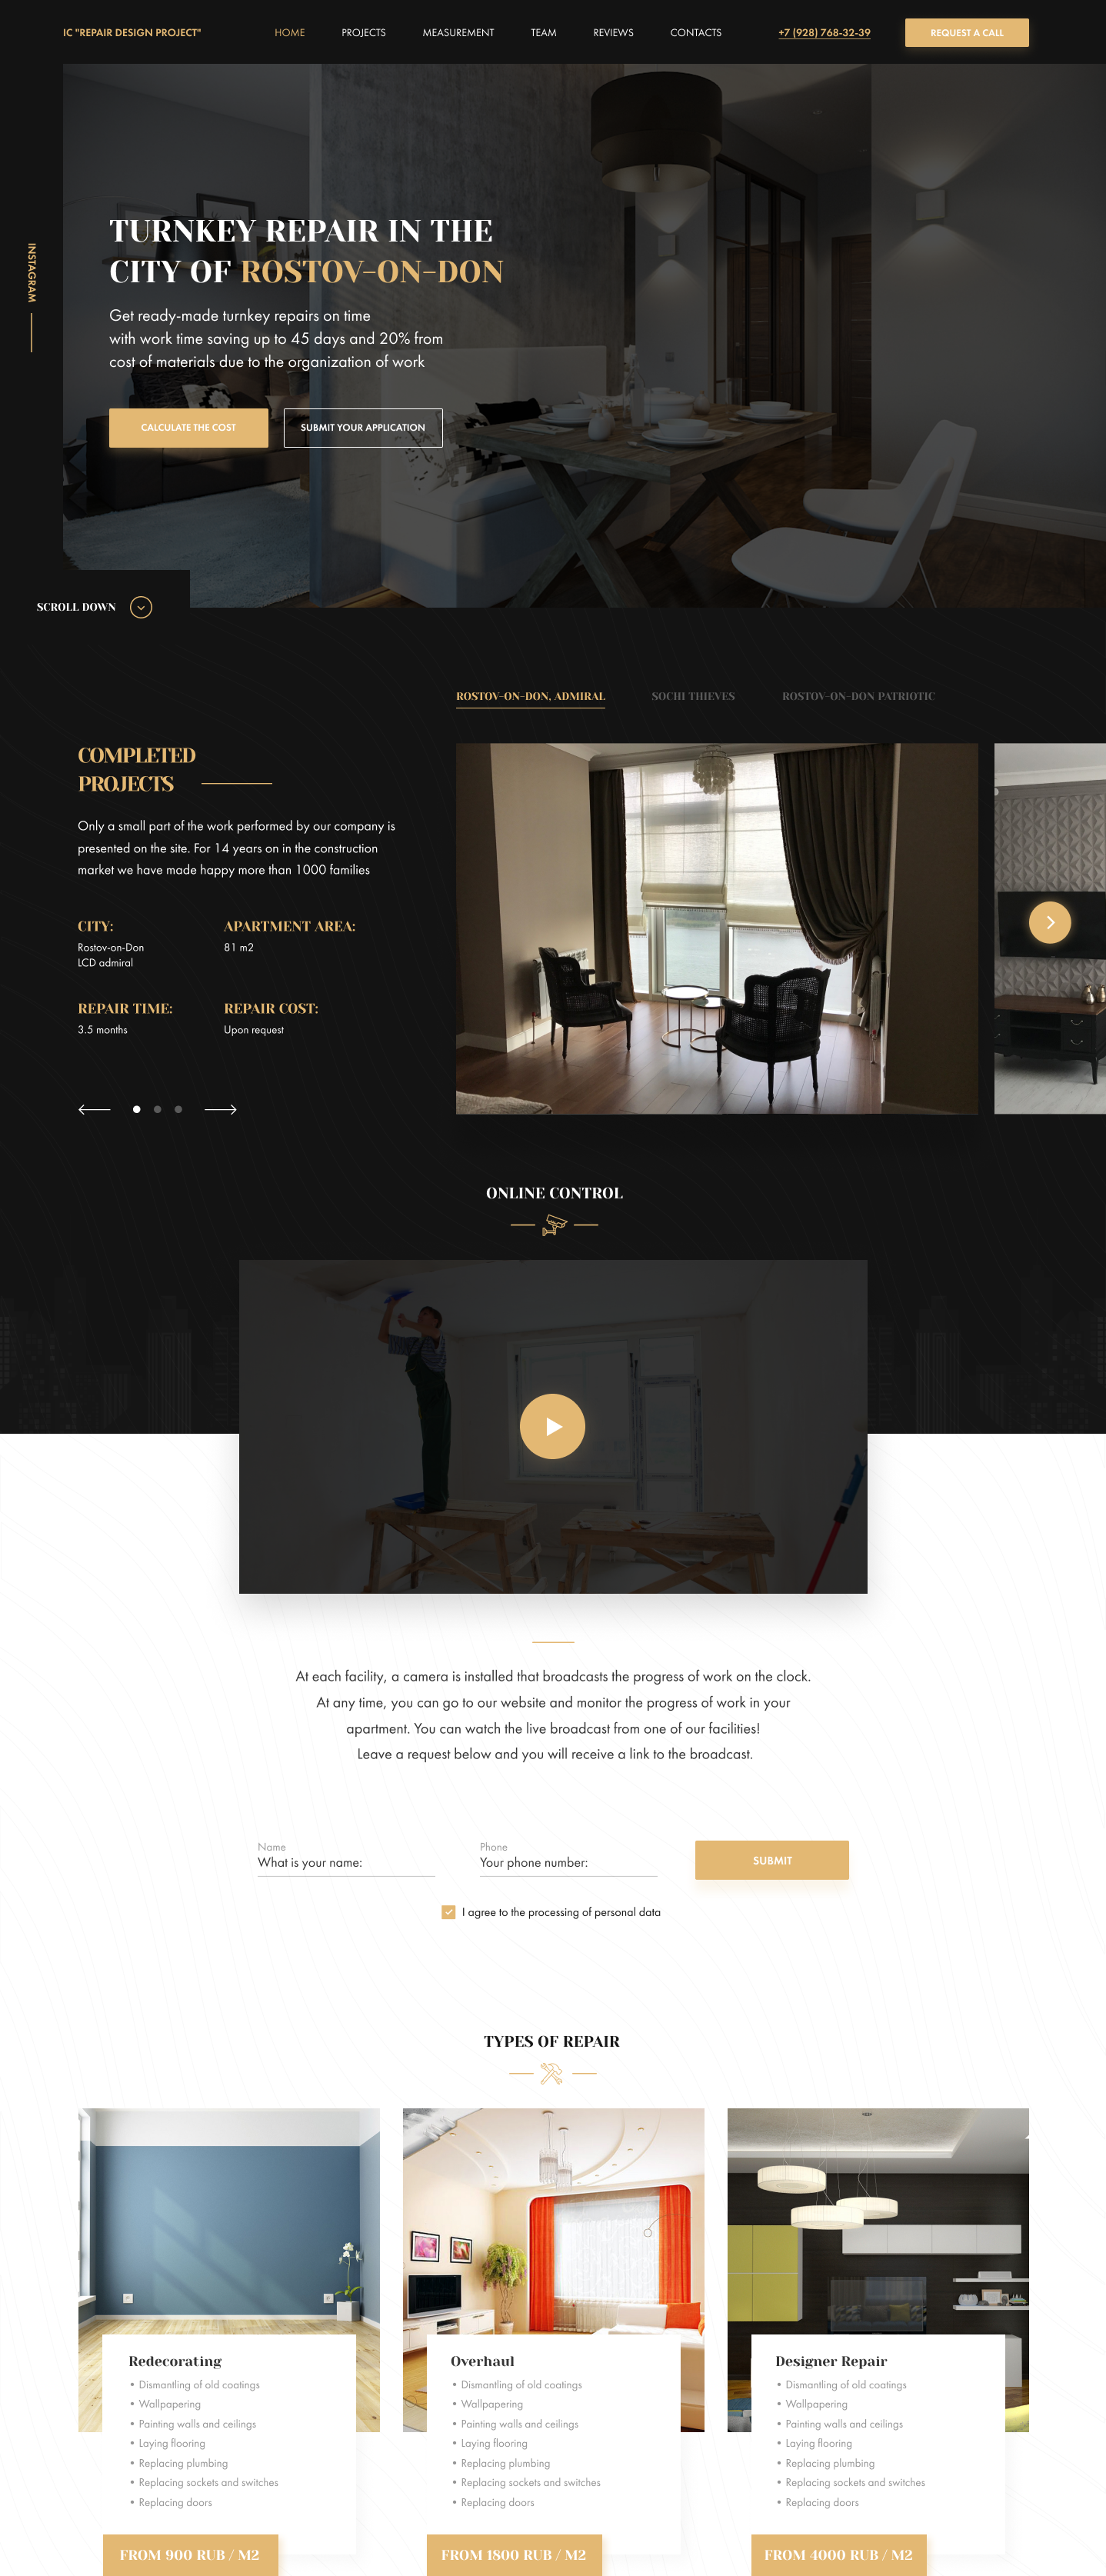 IC "REPAIR DESIGN PROJECT"
HOME
PROJECTS
MEASUREMENT
TEAM
REVIEWS
CONTACTS
+7 (928) 768-32-39
REQUEST A CALL
INSTAGRAM
TURNKEY REPAIR IN THE
CITY OF ROSTOV-ON-DON
Get ready-made turnkey repairs on time
with work time saving up to 45 days and 20% from
cost of materials due to the organization of work
CALCULATE THE COST
SUBMIT YOUR APPLICATION
SCROLL DOWN
ROSTOV-ON-DON, ADMIRAL
SOCHI THIEVES
ROSTOV-ON-DON PATRIOTIC
COMPLETED
PROJECTS
Only a small part of the work performed by our company is
presented on the site. For 14 years on in the construction
market we have made happy more than 1000 families
CITY:
Rostov-on-Don
LCD admiral
APARTMENT AREA:
81 m2
REPAIR TIME:
3.5 months
REPAIR COST:
Upon request
ONLINE CONTROL
At each facility, a camera is installed that broadcasts the progress of work on the clock.
At any time, you can go to our website and monitor the progress of work in your
apartment. You can watch the live broadcast from one of our facilities!
Leave a request below and you will receive a link to the broadcast.
Name
What is your name:
Phone
Your phone number:
SUBMIT
I agree to the processing of personal data
TYPES OF REPAIR
Redecorating
• Dismantling of old coatings
• Wallpapering
• Painting walls and ceilings
• Laying flooring
• Replacing plumbing
• Replacing sockets and switches
• Replacing doors
FROM 900 RUB / M2
Overhaul
• Dismantling of old coatings
• Wallpapering
• Painting walls and ceilings
• Laying flooring
• Replacing plumbing
• Replacing sockets and switches
• Replacing doors
FROM 1800 RUB / M2
Designer Repair
• Dismantling of old coatings
• Wallpapering
• Painting walls and ceilings
• Laying flooring
• Replacing plumbing
• Replacing sockets and switches
• Replacing doors
FROM 4000 RUB / M2